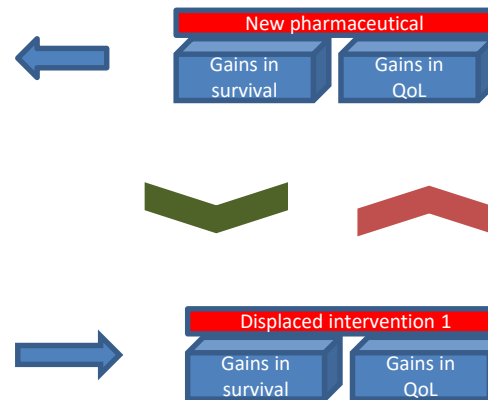 New pharmaceutical
Gains in
survival
Gains in
QoL
Displaced intervention 1
Gains in
survival
Gains in
QoL